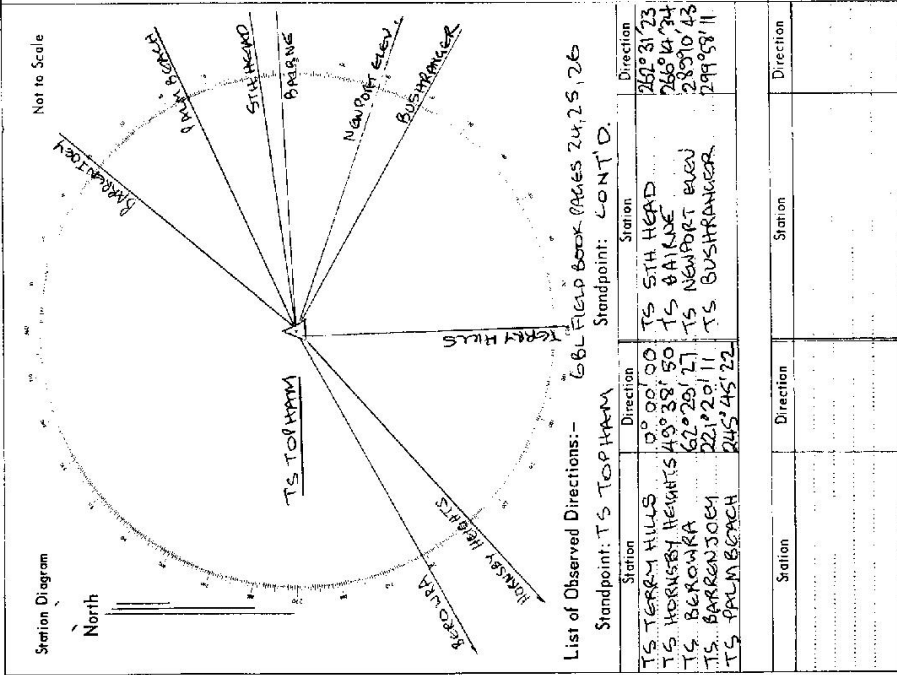 Station Diagram
Not to Scale
North
BARRENJOEY
PALM BEACH
STH HEAD
BAIRNE
NEWPORT ELEV.
BUSHRANGER
TERRY HILLS
HORNSBY HEIGHTS
BEROWRA
TS TOPHAM
List of Observed Directions:- GBL FIELD BOOK PAGES 24, 25, 26
Standpoint: TS TOPHAM Standpoint: CONT'D.
Station Direction Station Direction
TS TERRY HILLS 0° 00' 00 TS STH HEAD 262° 31' 23
TS HORNSBY HEIGHTS 49° 38' 50 TS BAIRNE 266° 14' 34
TS BEROWRA 62° 29' 27 TS NEWPORT ELEV 289° 10' 43
TS BARRENJOEY 221° 20' 11 TS BUSHRANGER 299° 58' 11
TS PALM BEACH 245° 45' 22
Station Direction Station Direction